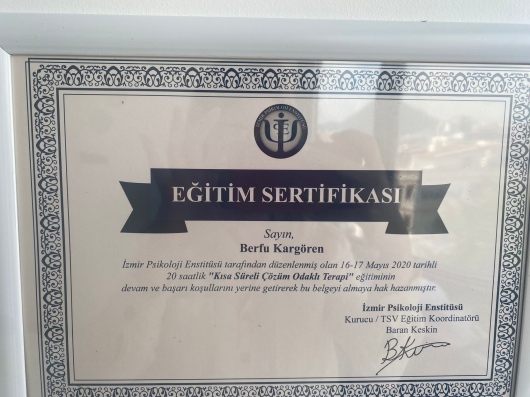 EĞİTİM SERTİFİKASI
Sayın,
Berfu Kargören
İzmir Psikoloji Enstitüsü tarafından düzenlenmiş olan 16-17 Mayıs 2020 tarihli
20 saatlik "Kısa Süreli Çözüm Odaklı Terapi" eğitiminin
devam ve başarı koşullarını yerine getirerek bu belgeyi almaya hak kazanmıştır.
İzmir Psikoloji Enstitüsü
Kurucu / TSV Eğitim Koordinatörü
Baran Keskin